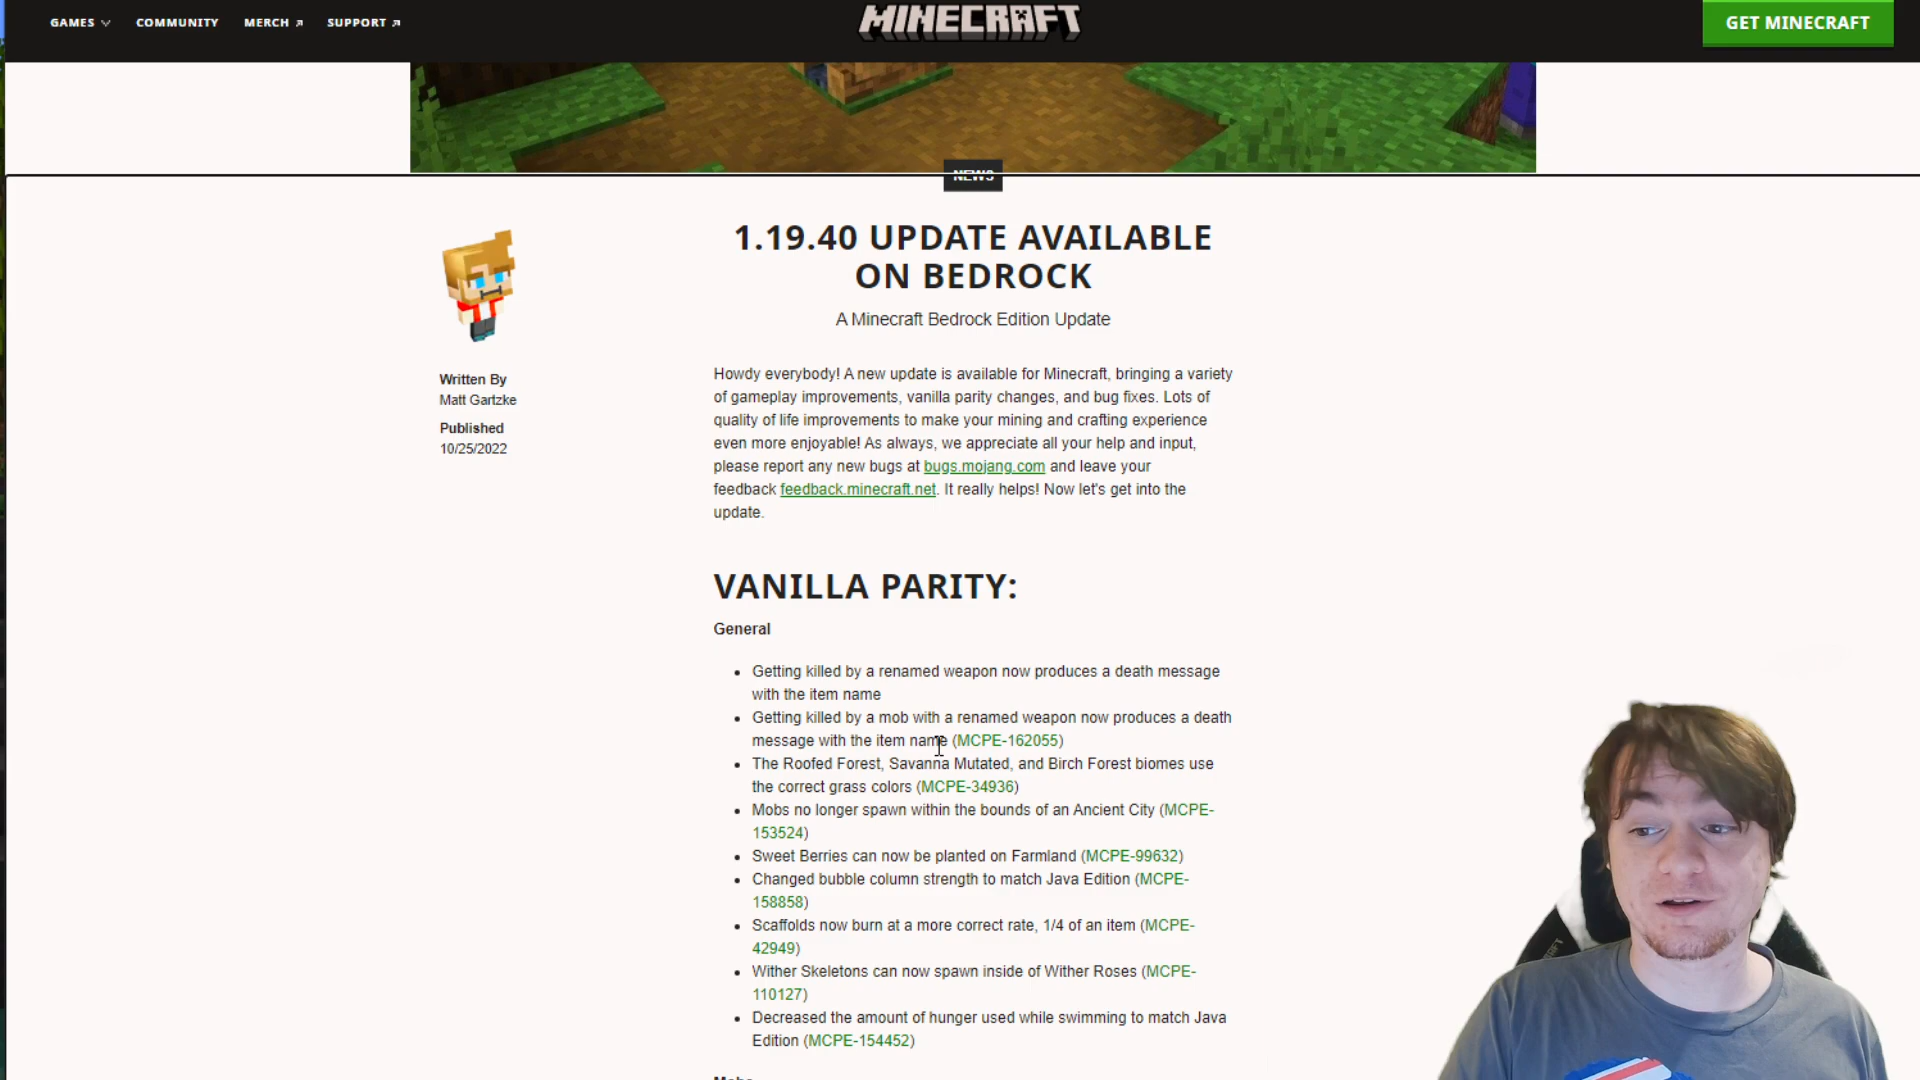 GAMES
COMMUNITY
MERCH
SUPPORT
MINECRAFT
GET MINECRAFT
NEWS
1.19.40 UPDATE AVAILABLE
ON BEDROCK
A Minecraft Bedrock Edition Update
Written By
Matt Gartzke
Published
10/25/2022
Howdy everybody! A new update is available for Minecraft, bringing a variety
of gameplay improvements, vanilla parity changes, and bug fixes. Lots of
quality of life improvements to make your mining and crafting experience
even more enjoyable! As always, we appreciate all your help and input,
please report any new bugs at bugs.mojang.com and leave your
feedback feedback.minecraft.net. It really helps! Now let's get into the
update.
VANILLA PARITY:
General
• Getting killed by a renamed weapon now produces a death message
with the item name
• Getting killed by a mob with a renamed weapon now produces a death
message with the item name (MCPE-162055)
• The Roofed Forest, Savanna Mutated, and Birch Forest biomes use
the correct grass colors (MCPE-34936)
• Mobs no longer spawn within the bounds of an Ancient City (MCPE-
153524)
• Sweet Berries can now be planted on Farmland (MCPE-99632)
• Changed bubble column strength to match Java Edition (MCPE-
158858)
• Scaffolds now burn at a more correct rate, 1/4 of an item (MCPE-
42949)
• Wither Skeletons can now spawn inside of Wither Roses (MCPE-
110127)
• Decreased the amount of hunger used while swimming to match Java
Edition (MCPE-154452)